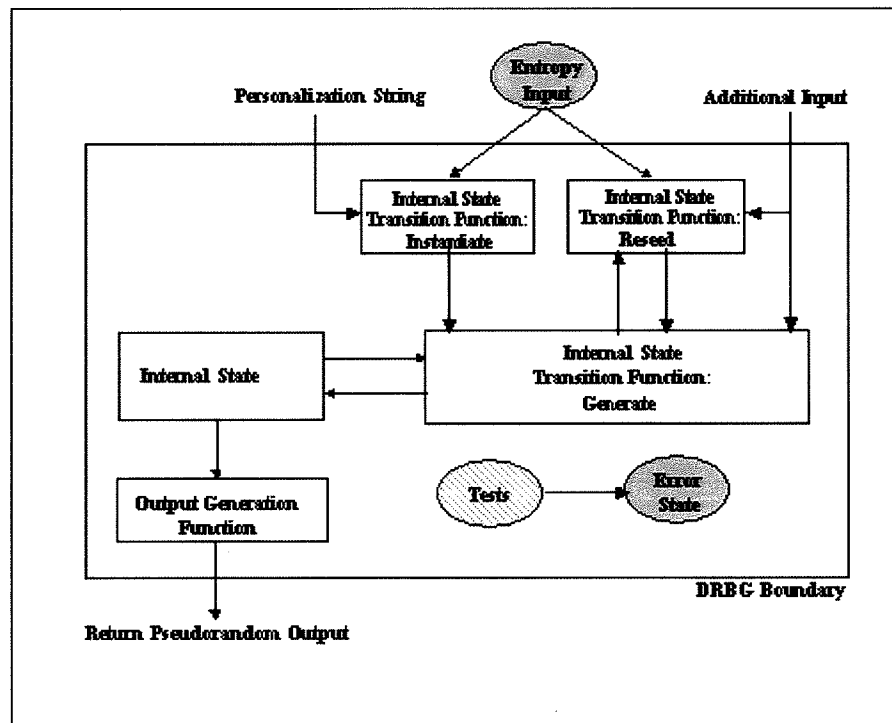 Entropy
Input
Personalization String
Additional Input
Internal State
Transition Function:
Instantiate
Internal State
Transition Function:
Reseed
Internal State
Internal State
Transition Function:
Generate
Output Generation
Function
Tests
Error
State
DRBG Boundary
Return Pseudorandom Output